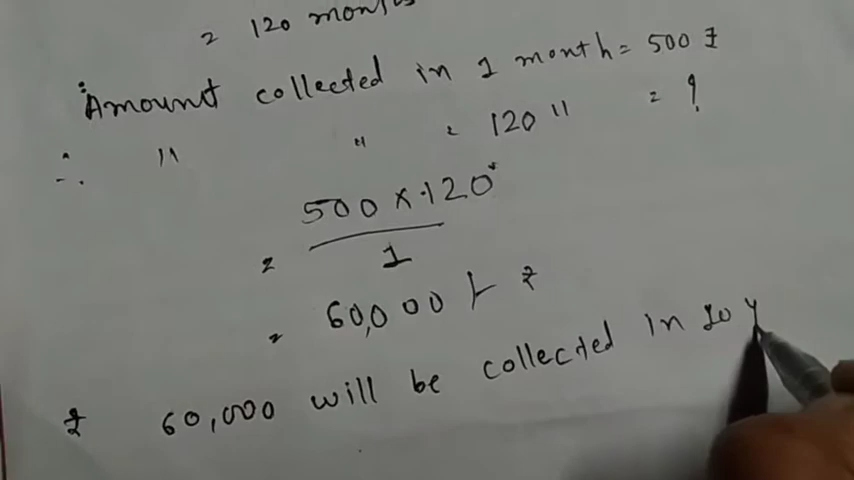 = 120 months
Amount collected in 1 month = 500 ₹
∴ " " = 120 " = ?
= 500 x 120
1
= 60,000 ₹
₹ 60,000 will be collected in 10 y